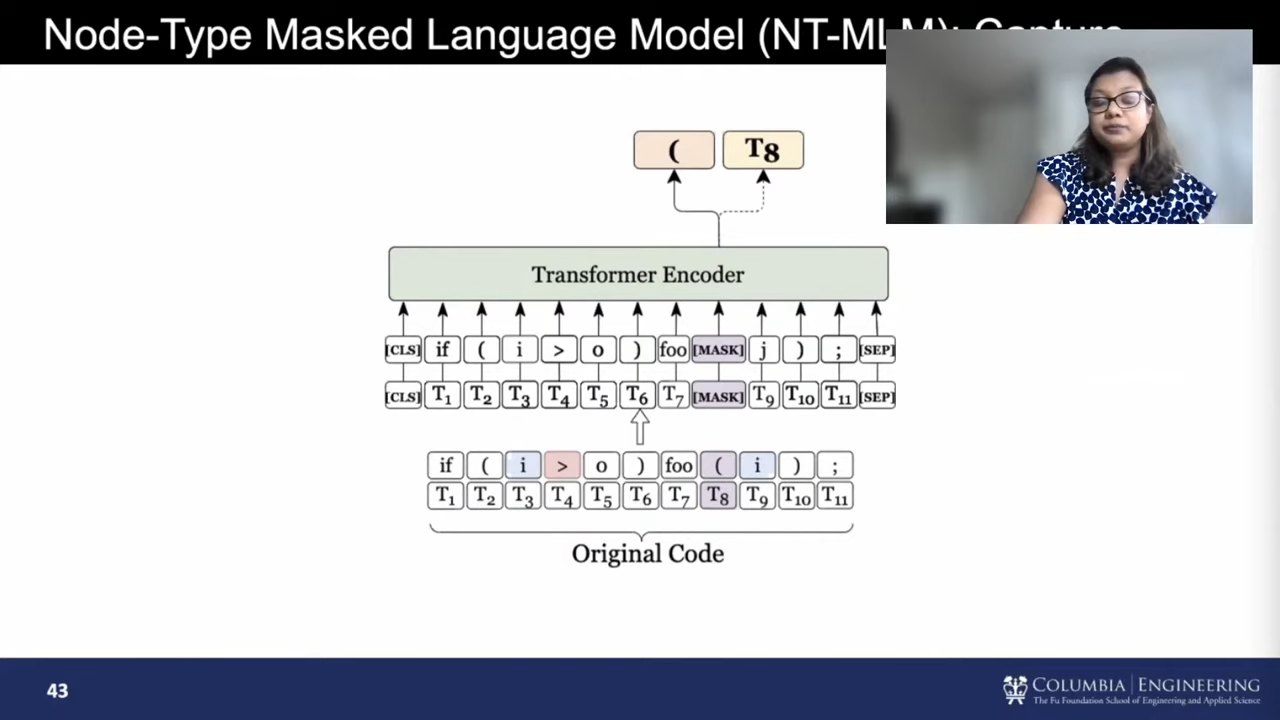 Node-Type Masked Language Model (NT-MLM): Capture
( T8
Transformer Encoder
[CLS] if ( i > 0 ) foo [MASK] j ) ; [SEP]
[CLS] T1 T2 T3 T4 T5 T6 T7 [MASK] T9 T10 T11 [SEP]
if ( i > 0 ) foo ( i ) ;
T1 T2 T3 T4 T5 T6 T7 T8 T9 T10 T11
Original Code
43
COLUMBIA | ENGINEERING
The Fu Foundation School of Engineering and Applied Science